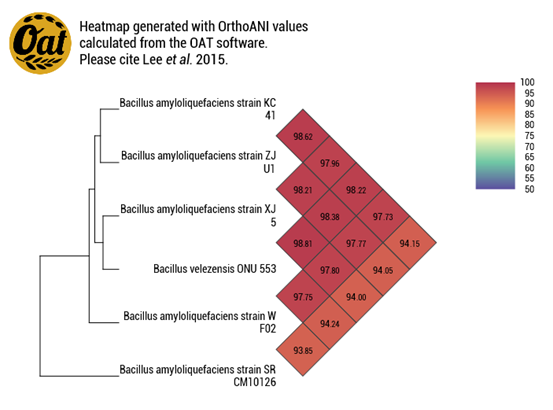 Oat
Heatmap generated with OrthoANI values
calculated from the OAT software.
Please cite Lee et al. 2015.
100
95
90
85
80
75
70
65
60
55
50
Bacillus amyloliquefaciens strain KC
41
98.62
Bacillus amyloliquefaciens strain ZJ
U1
97.96
98.21
98.22
Bacillus amyloliquefaciens strain XJ
5
98.38
97.73
98.81
97.77
94.15
Bacillus velezensis ONU 553
97.80
94.05
97.75
94.00
Bacillus amyloliquefaciens strain W
F02
94.24
93.85
Bacillus amyloliquefaciens strain SR
CM10126